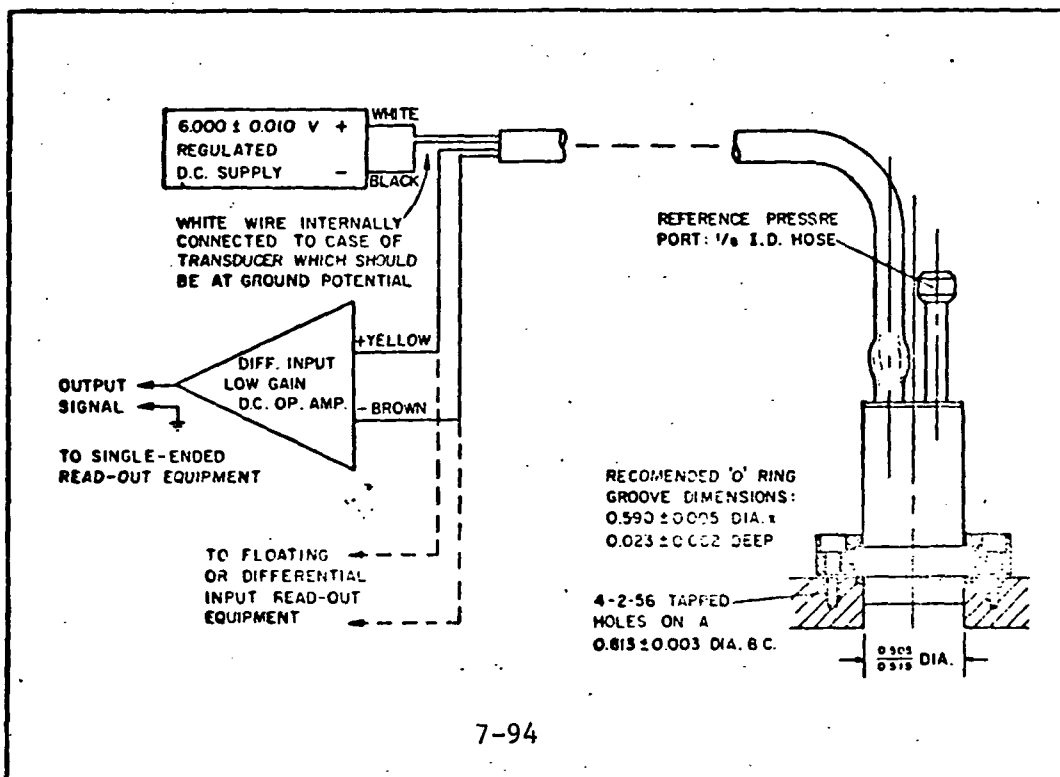 6.000 ± 0.010 V +
REGULATED
D.C. SUPPLY -
WHITE
BLACK
WHITE WIRE INTERNALLY
CONNECTED TO CASE OF
TRANSDUCER WHICH SHOULD
BE AT GROUND POTENTIAL
REFERENCE PRESSRE
PORT: 1/8 I.D. HOSE
+YELLOW
DIFF. INPUT
LOW GAIN
D.C. OP. AMP.
- BROWN
OUTPUT
SIGNAL
TO SINGLE-ENDED
READ-OUT EQUIPMENT
RECOMENDED 'O' RING
GROOVE DIMENSIONS:
0.590 ± 0.005 DIA. x
0.023 ± 0.002 DEEP
TO FLOATING
OR DIFFERENTIAL
INPUT READ-OUT
EQUIPMENT
4-2-56 TAPPED
HOLES ON A
0.813 ± 0.003 DIA. B.C.
DIA.
7-94